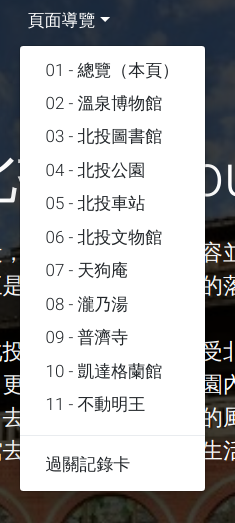 頁面導覽
01 - 總覽（本頁）
02 - 溫泉博物館
03 - 北投圖書館
04 - 北投公園
05 - 北投車站
06 - 北投文物館
07 - 天狗庵
08 - 瀧乃湯
09 - 普濟寺
10 - 凱達格蘭館
11 - 不動明王
過關記錄卡